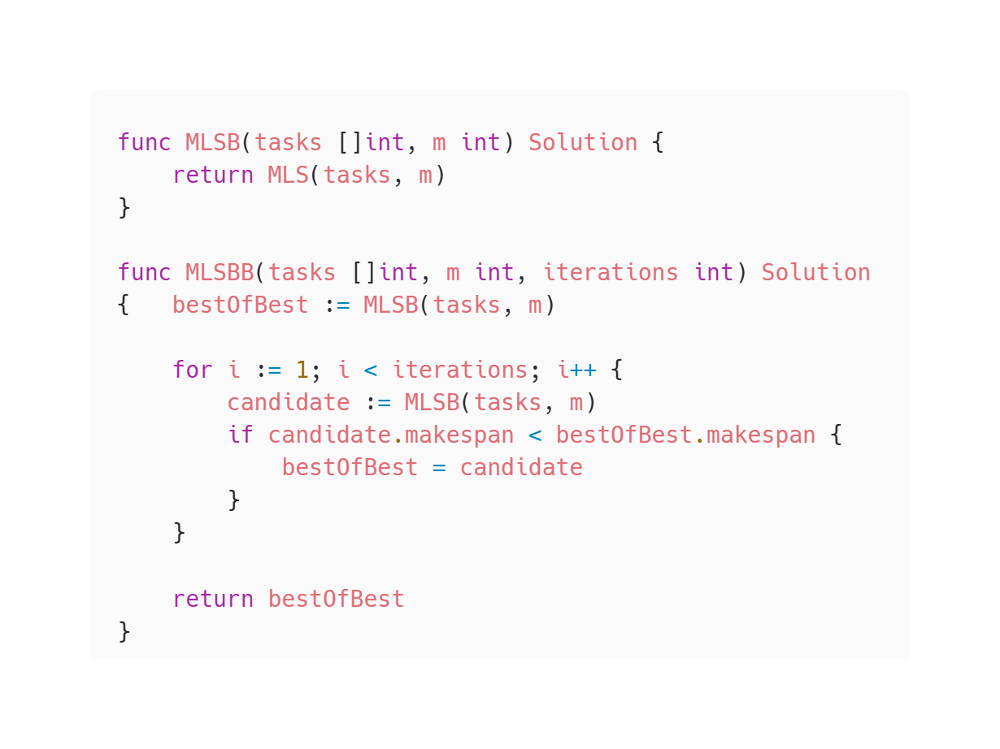 func MLSB(tasks []int, m int) Solution {
    return MLS(tasks, m)
}

func MLSBB(tasks []int, m int, iterations int) Solution
{   bestOfBest := MLSB(tasks, m)

    for i := 1; i < iterations; i++ {
        candidate := MLSB(tasks, m)
        if candidate.makespan < bestOfBest.makespan {
            bestOfBest = candidate
        }
    }

    return bestOfBest
}